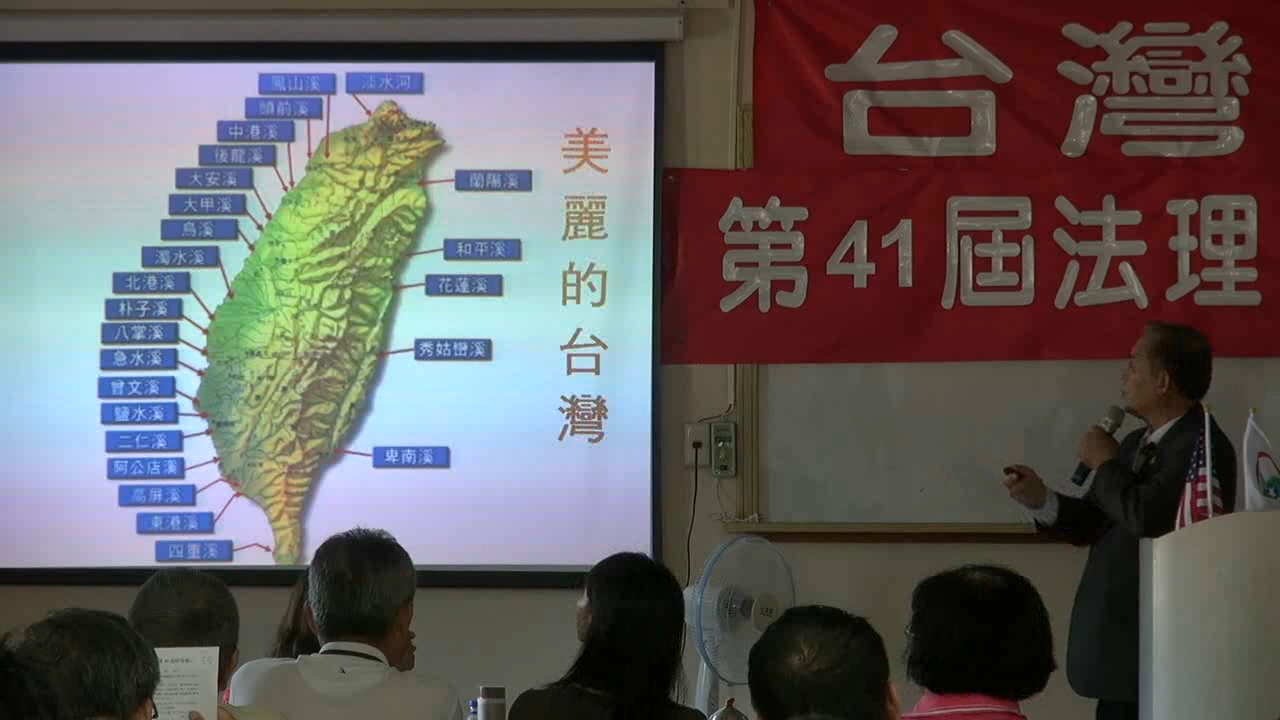 鳳山溪
淡水河
頭前溪
中港溪
後龍溪
大安溪
大甲溪
烏溪
濁水溪
北港溪
朴子溪
八掌溪
急水溪
曾文溪
鹽水溪
二仁溪
阿公店溪
高屏溪
東港溪
四重溪
蘭陽溪
和平溪
花蓮溪
秀姑巒溪
卑南溪
美麗的台灣
台灣
第41屆法理